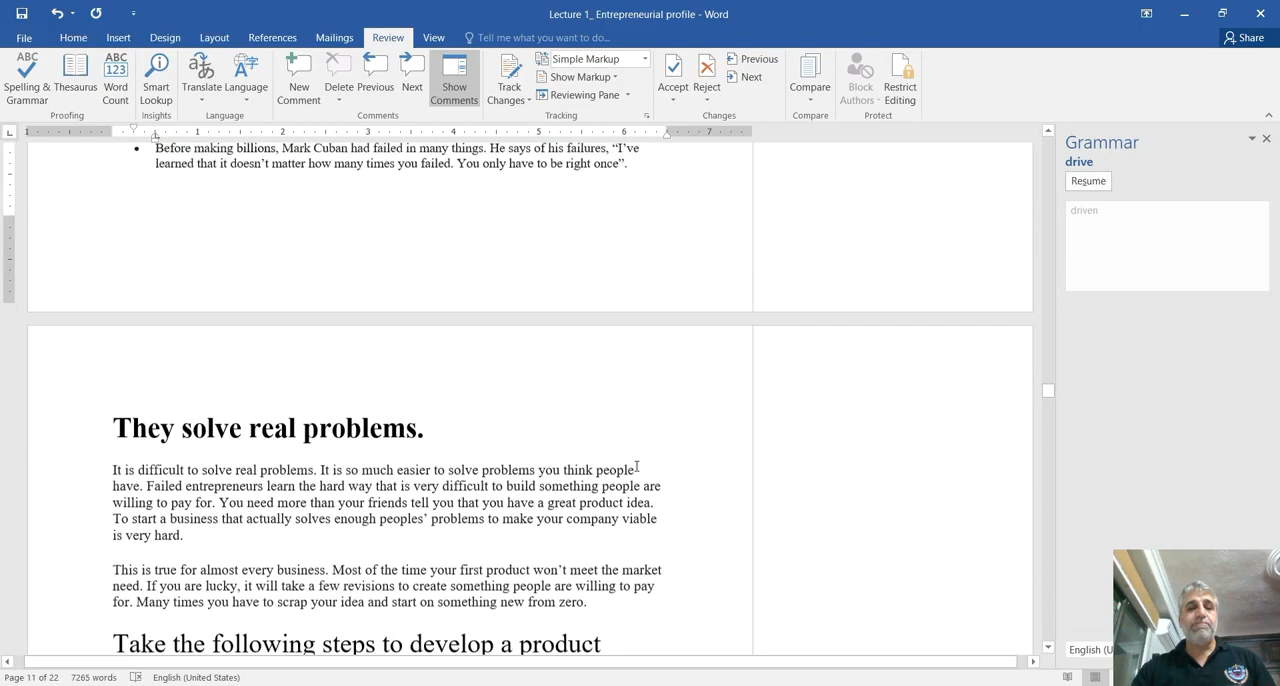 Lecture 1_ Entrepreneurial profile - Word
File Home Insert Design Layout References Mailings Review View Tell me what you want to do... Share
ABC
ABC
123
Spelling &
Grammar
Thesaurus
Word
Count
Smart
Lookup
Translate
Language
New
Comment
Delete
Previous
Next
Show
Comments
Track
Changes
Simple Markup
Show Markup
Reviewing Pane
Accept
Reject
Previous
Next
Compare
Block
Authors
Restrict
Editing
Proofing Insights Language Comments Tracking Changes Compare Protect
1 1 2 3 4 5 6 7
• Before making billions, Mark Cuban had failed in many things. He says of his failures, “I’ve
learned that it doesn’t matter how many times you failed. You only have to be right once”.
They solve real problems.
It is difficult to solve real problems. It is so much easier to solve problems you think people
have. Failed entrepreneurs learn the hard way that is very difficult to build something people are
willing to pay for. You need more than your friends tell you that you have a great product idea.
To start a business that actually solves enough peoples’ problems to make your company viable
is very hard.
This is true for almost every business. Most of the time your first product won’t meet the market
need. If you are lucky, it will take a few revisions to create something people are willing to pay
for. Many times you have to scrap your idea and start on something new from zero.
Take the following steps to develop a product
Grammar
drive
Resume
driven
English (U
Page 11 of 22 7265 words English (United States)